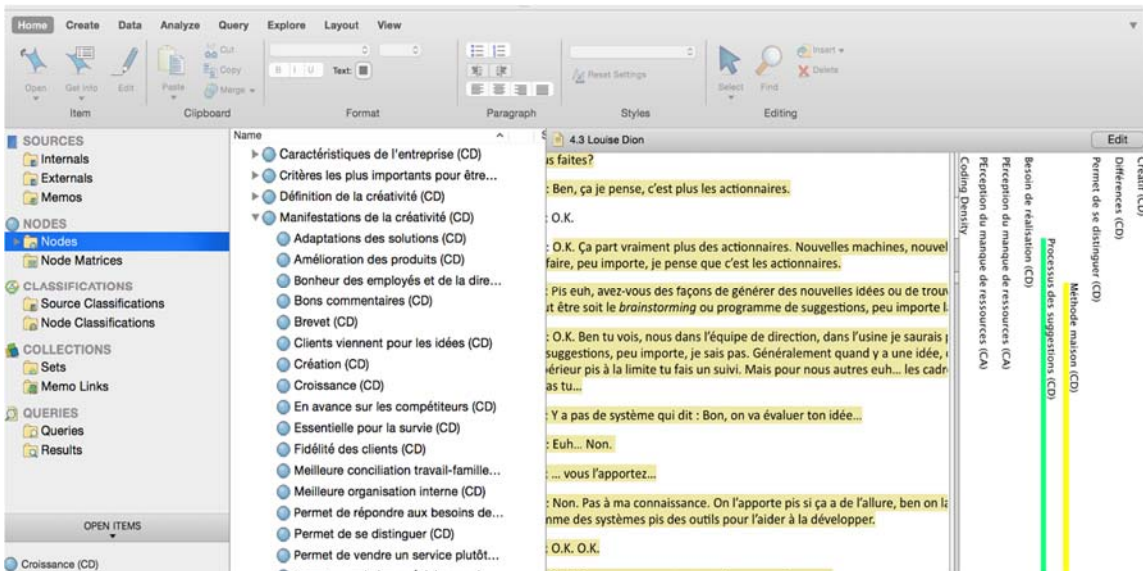 Home Create Data Analyze Query Explore Layout View
Open Get Info Edit Paste Cut Copy Merge B I U Text: Reset Settings Select Find Insert Delete
Item Clipboard Format Paragraph Styles Editing
SOURCES
Internals
Externals
Memos
NODES
Nodes
Node Matrices
CLASSIFICATIONS
Source Classifications
Node Classifications
COLLECTIONS
Sets
Memo Links
QUERIES
Queries
Results
OPEN ITEMS
Croissance (CD)
Name
Caractéristiques de l'entreprise (CD)
Critères les plus importants pour être...
Définition de la créativité (CD)
Manifestations de la créativité (CD)
Adaptations des solutions (CD)
Amélioration des produits (CD)
Bonheur des employés et de la dire...
Bons commentaires (CD)
Brevet (CD)
Clients viennent pour les idées (CD)
Création (CD)
Croissance (CD)
En avance sur les compétiteurs (CD)
Essentielle pour la survie (CD)
Fidélité des clients (CD)
Meilleure conciliation travail-famille...
Meilleure organisation interne (CD)
Permet de répondre aux besoins de...
Permet de se distinguer (CD)
Permet de vendre un service plutôt...
4.3 Louise Dion Edit
faites?
: Ben, ça je pense, c'est plus les actionnaires.
: O.K.
: O.K. Ça part vraiment plus des actionnaires. Nouvelles machines, nouvel
faire, peu importe, je pense que c'est les actionnaires.
: Pis euh, avez-vous des façons de générer des nouvelles idées ou de trouv
ut être soit le brainstorming ou programme de suggestions, peu importe l
: O.K. Ben tu vois, nous dans l'équipe de direction, dans l'usine je saurais
suggestions, peu importe, je sais pas. Généralement quand y a une idée,
érieur pis à la limite tu fais un suivi. Mais pour nous autres euh... les cadr
as tu...
: Y a pas de système qui dit : Bon, on va évaluer ton idée...
: Euh... Non.
: ... vous l'apportez...
: Non. Pas à ma connaissance. On l'apporte pis si ça a de l'allure, ben on la
mme des systèmes pis des outils pour l'aider à la développer.
: O.K. O.K.
Coding Density
PErception du manque de ressources (CA)
PErception du manque de ressources (CA)
Besoin de réalisation (CD)
Processus des suggestions (CD)
Méthode maison (CD)
Permet de se distinguer (CD)
Différences (CD)
Créatif (CD)